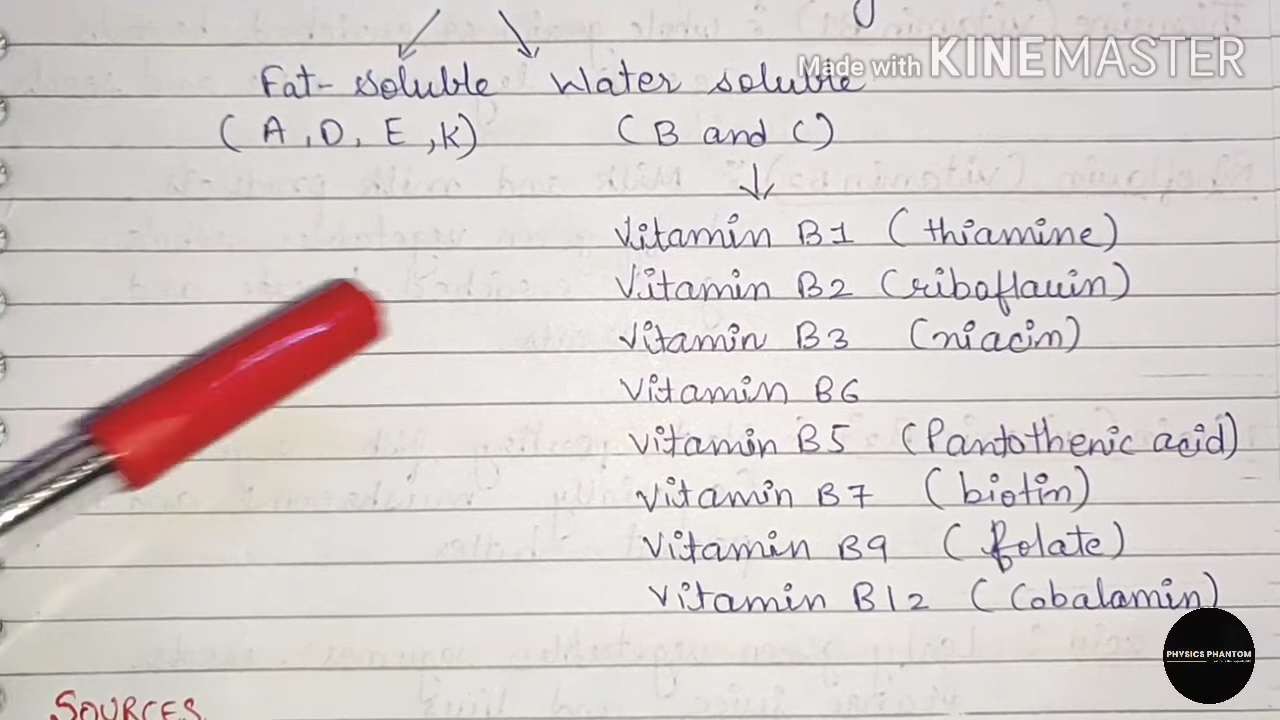 Made with KINEMASTER
Fat-soluble Water soluble
(A, D, E, K) (B and C)
Vitamin B1 (thiamine)
Vitamin B2 (riboflavin)
Vitamin B3 (niacin)
Vitamin B6
Vitamin B5 (Pantothenic acid)
Vitamin B7 (biotin)
Vitamin B9 (folate)
Vitamin B12 (Cobalamin)
PHYSICS PHANTOM
SOURCES